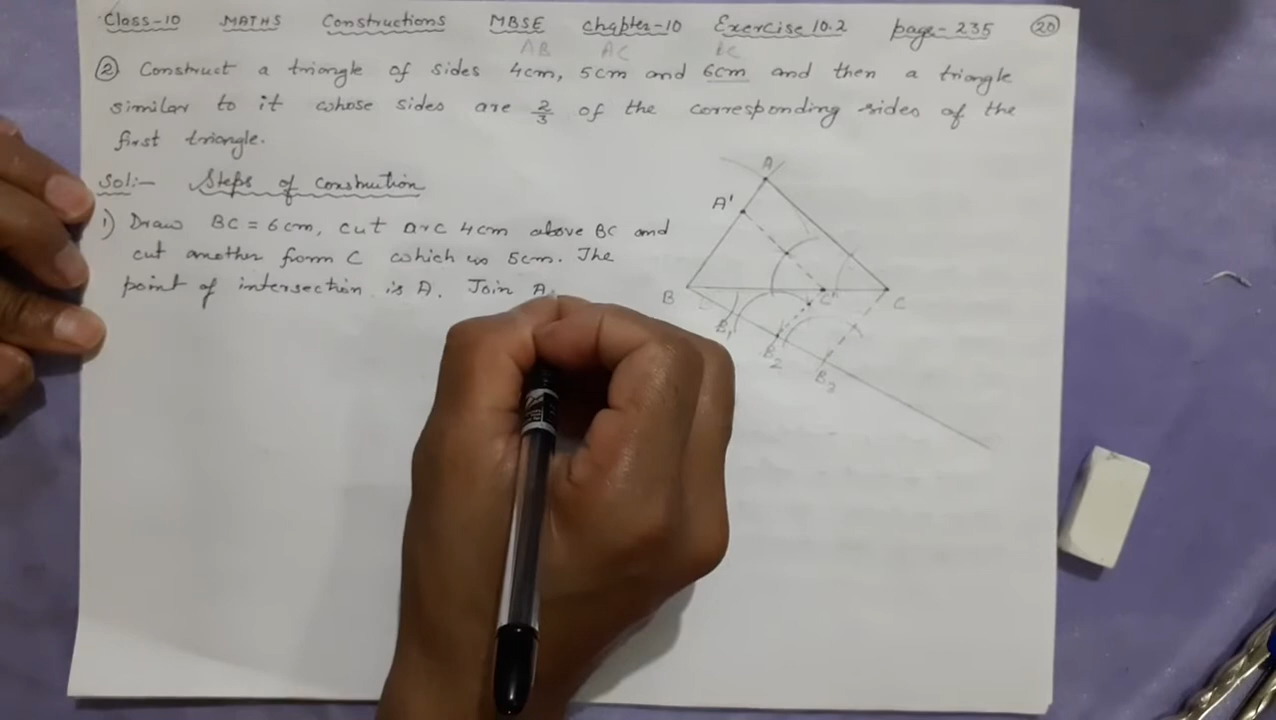 Class-10 MATHS Constructions MBSE chapter-10 Exercise 10.2 page-235 20
AB AC BC
2 Construct a triangle of sides 4cm, 5cm and 6cm and then a triangle
similar to it whose sides are 2/3 of the corresponding sides of the
first triangle.
Sol:- Steps of construction
1) Draw BC = 6cm, cut arc 4cm above BC and
cut another from C which is 5cm. The
point of intersection is A. Join A
A
A'
B C' C
B1
B2
B3